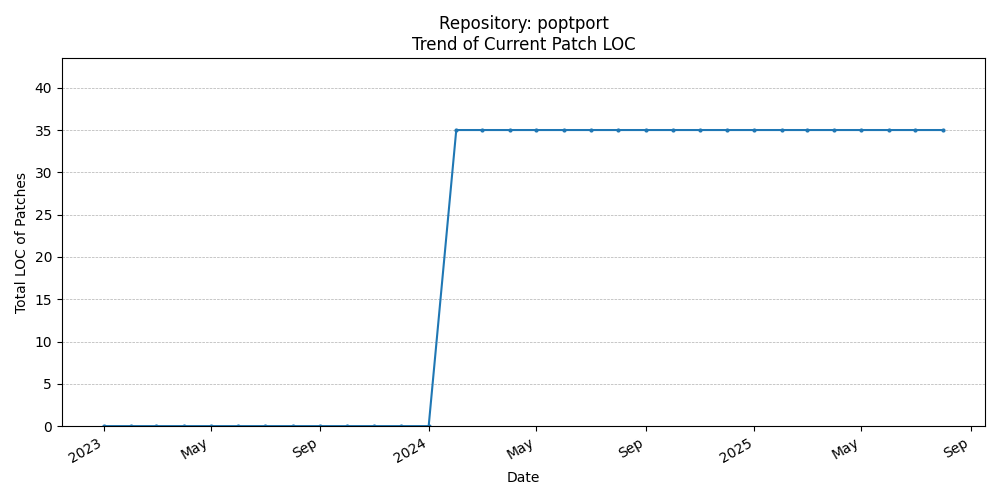 Repository: poptport
Trend of Current Patch LOC
Total LOC of Patches
40
35
30
25
20
15
10
5
0
2023
May
Sep
2024
May
Sep
2025
May
Sep
Date